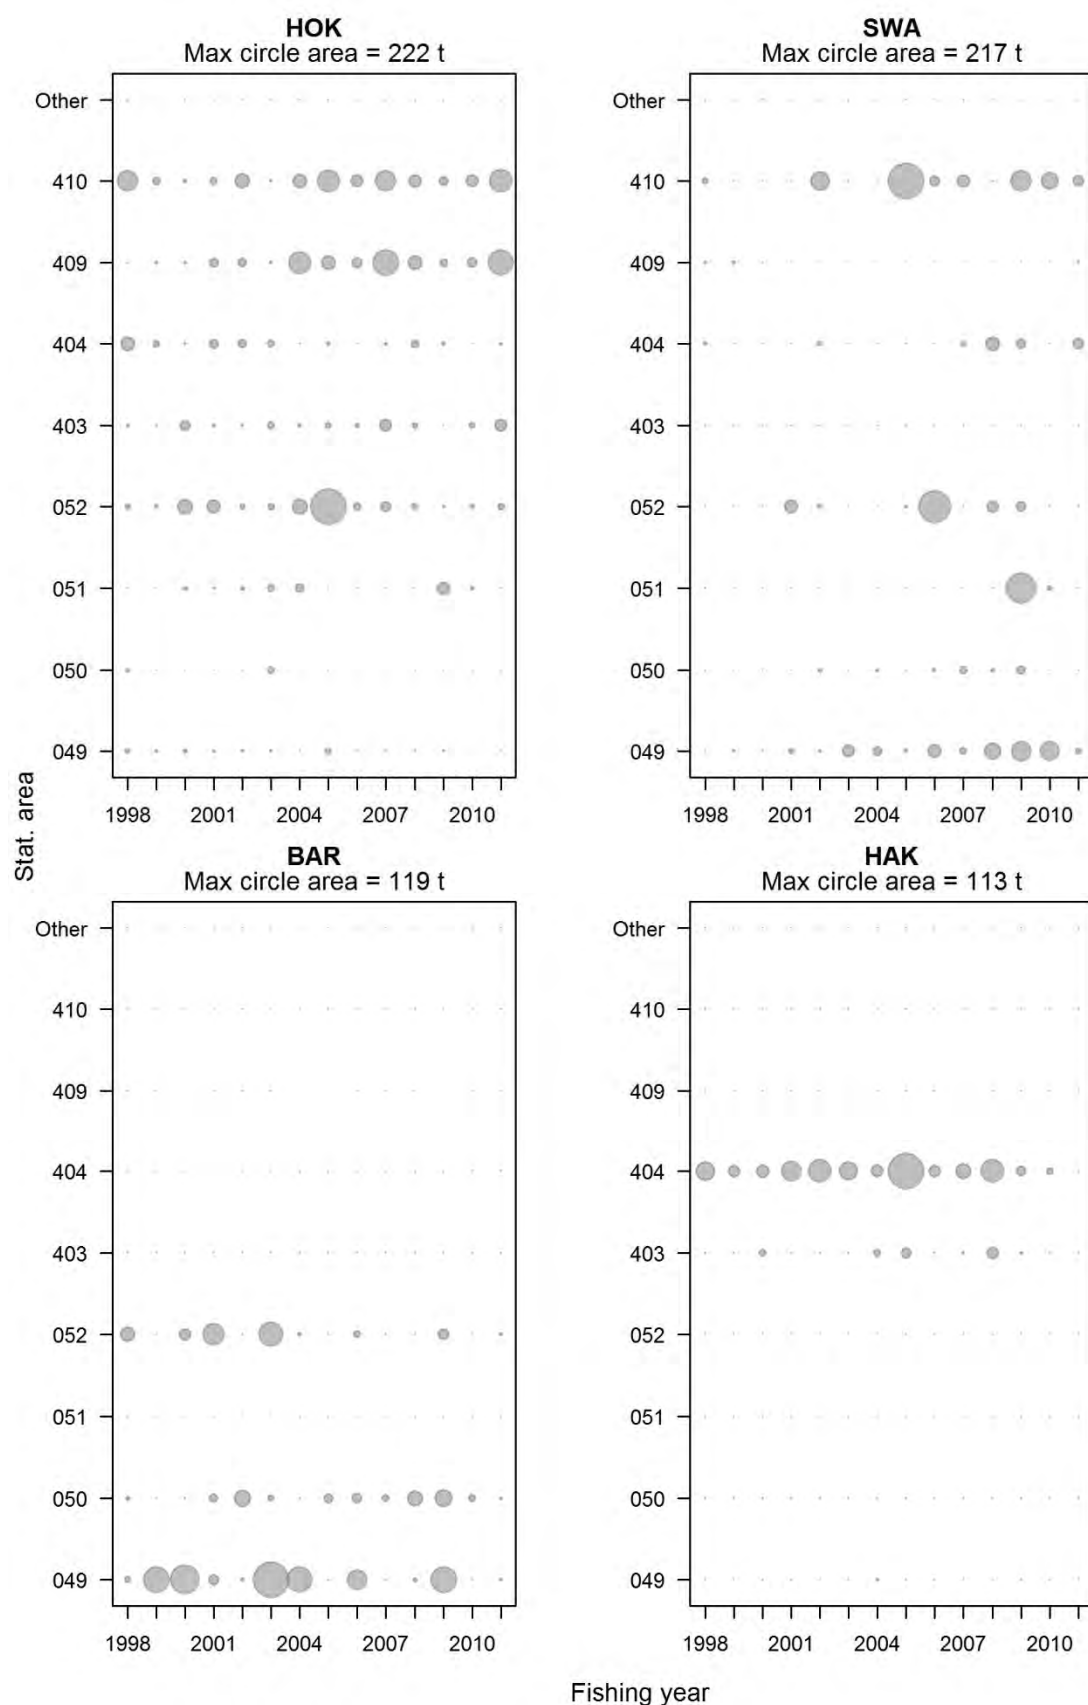 HOK
Max circle area = 222 t
Other
410
409
404
403
052
051
050
049
1998 2001 2004 2007 2010
SWA
Max circle area = 217 t
Other
410
409
404
403
052
051
050
049
1998 2001 2004 2007 2010
Stat. area
BAR
Max circle area = 119 t
Other
410
409
404
403
052
051
050
049
1998 2001 2004 2007 2010
HAK
Max circle area = 113 t
Other
410
409
404
403
052
051
050
049
1998 2001 2004 2007 2010
Fishing year